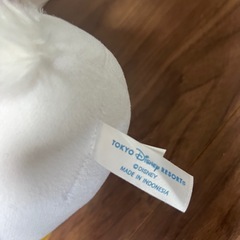 TOKYO Disney RESORT®
©DISNEY
MADE IN INDONESIA